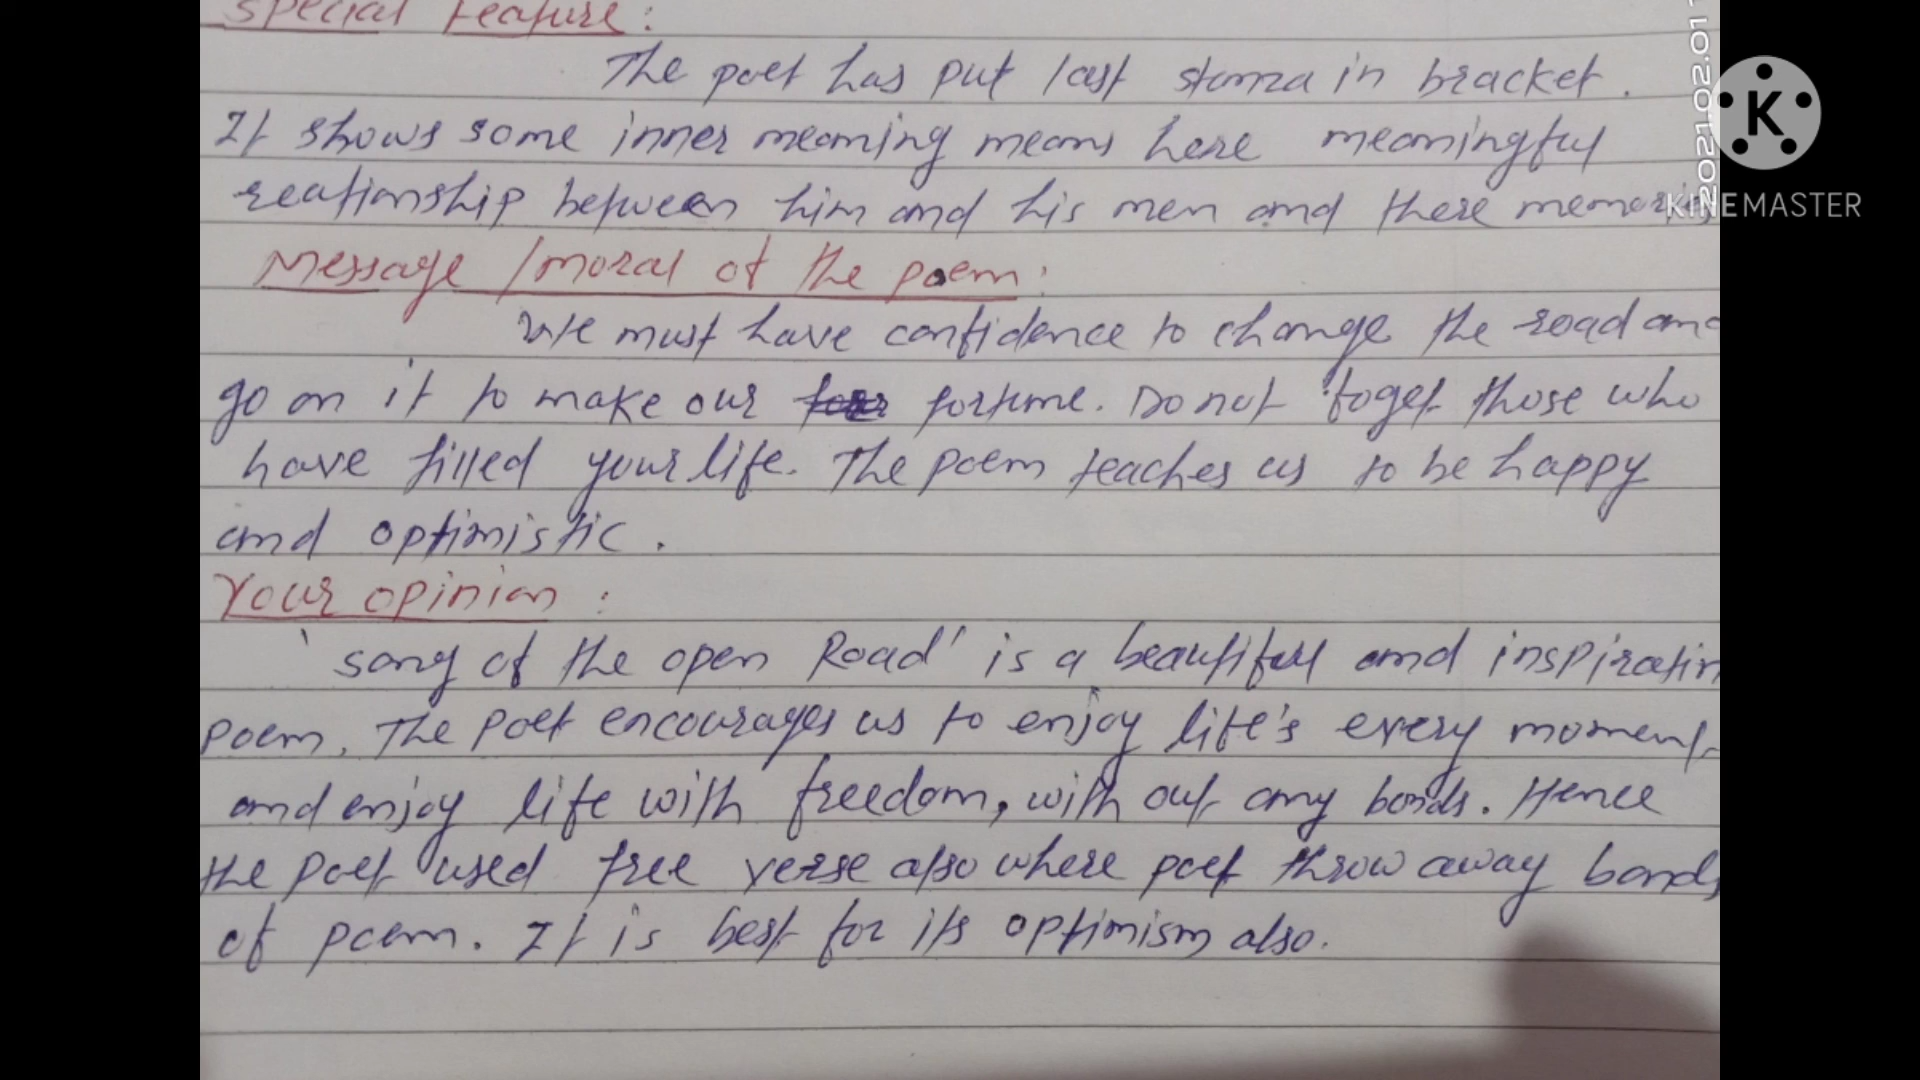 Special Feature:
The poet has put last stanza in bracket.
It shows some inner meaning means here meaningful
reationship between him and his men and there memories
Message / moral of the poem:
We must have confidence to change the road and
go on it to make our fortune. Do not foget those who
have filled your life. The poem teaches us to be happy
and optimistic.
Your opinion :
'song of the open Road' is a beautiful and inspiratin
poem. The poet encourages us to enjoy life's every moment
and enjoy life with freedom, with out any bonds. Hence
the poet used free verse also where poet throw away bonds
of poem. It is best for its optimism also.
2021.02.01
K
KINEMASTER